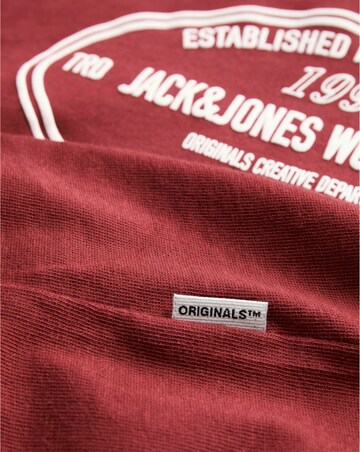 ESTABLISHED
199
TRD JACK&JONES
ORIGINALS CREATIVE
ORIGINALS™